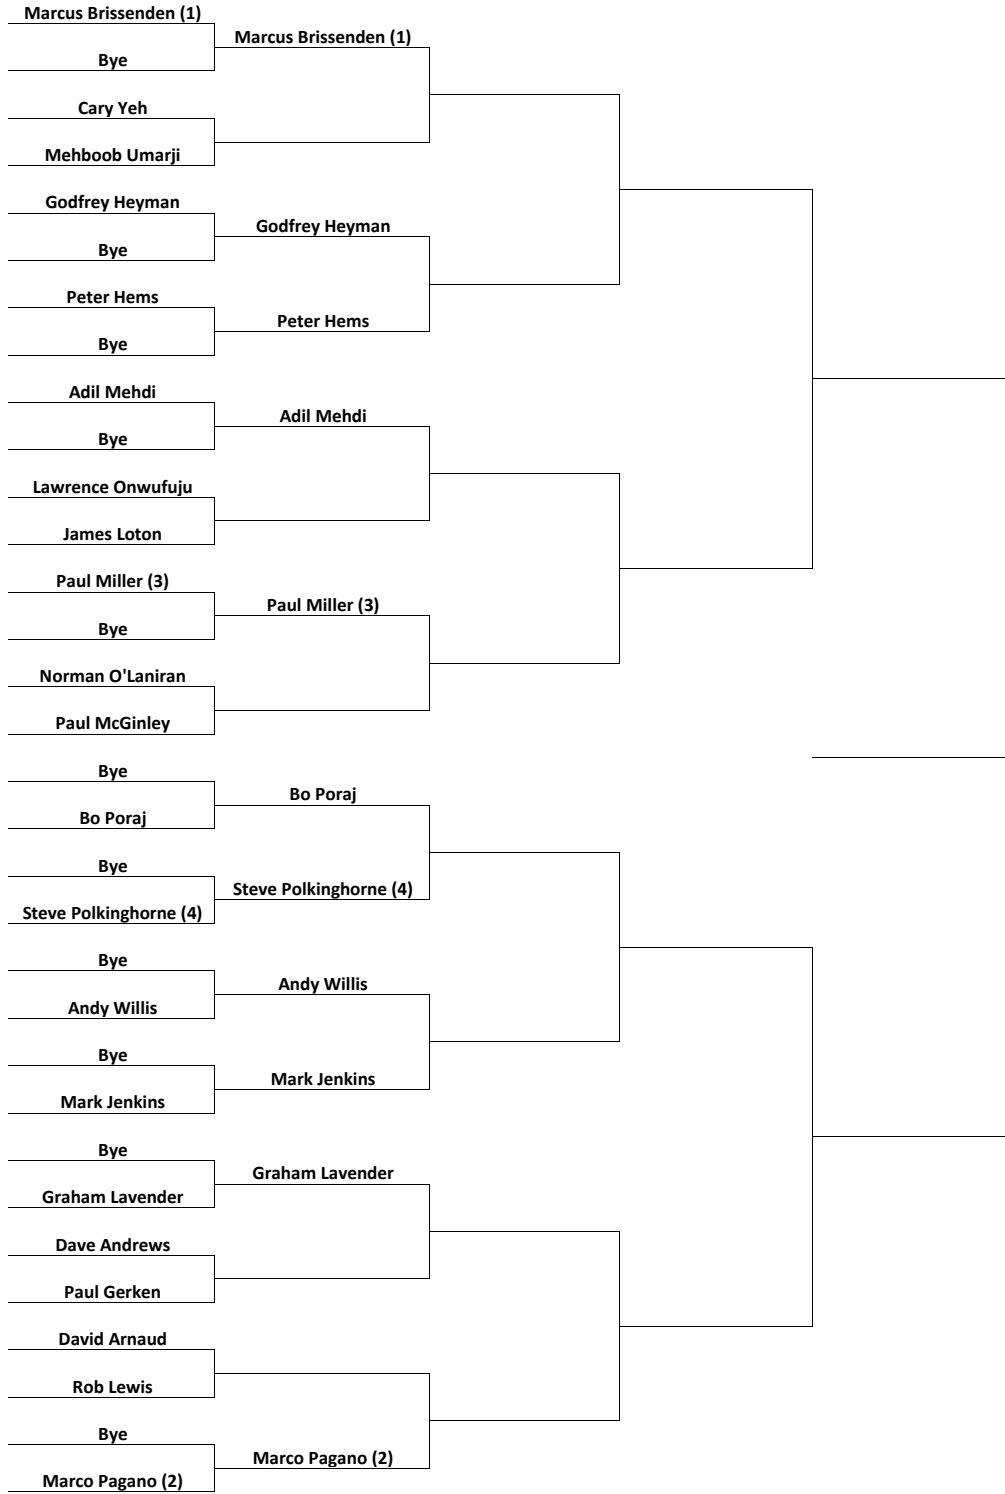 Marcus Brissenden (1)
Marcus Brissenden (1)
Bye
Cary Yeh
Mehboob Umarji
Godfrey Heyman
Godfrey Heyman
Bye
Peter Hems
Peter Hems
Bye
Adil Mehdi
Adil Mehdi
Bye
Lawrence Onwufuju
James Loton
Paul Miller (3)
Paul Miller (3)
Bye
Norman O'Laniran
Paul McGinley
Bye
Bo Poraj
Bo Poraj
Bye
Steve Polkinghorne (4)
Steve Polkinghorne (4)
Bye
Andy Willis
Andy Willis
Bye
Mark Jenkins
Mark Jenkins
Bye
Graham Lavender
Graham Lavender
Dave Andrews
Paul Gerken
David Arnaud
Rob Lewis
Bye
Marco Pagano (2)
Marco Pagano (2)